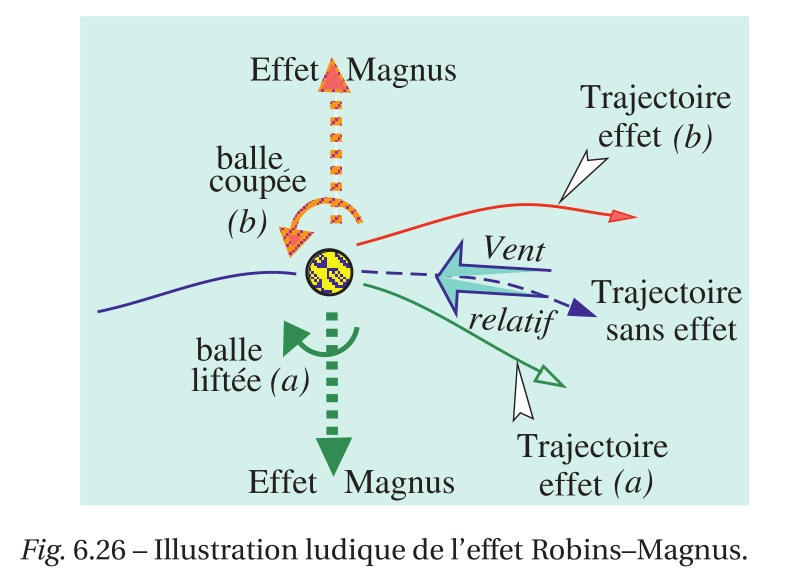 Effet Magnus
Trajectoire
effet (b)
balle
coupée
(b)
Vent
relatif
Trajectoire
sans effet
balle
liftée (a)
Trajectoire
effet (a)
Effet Magnus
Fig. 6.26 – Illustration ludique de l’effet Robins–Magnus.